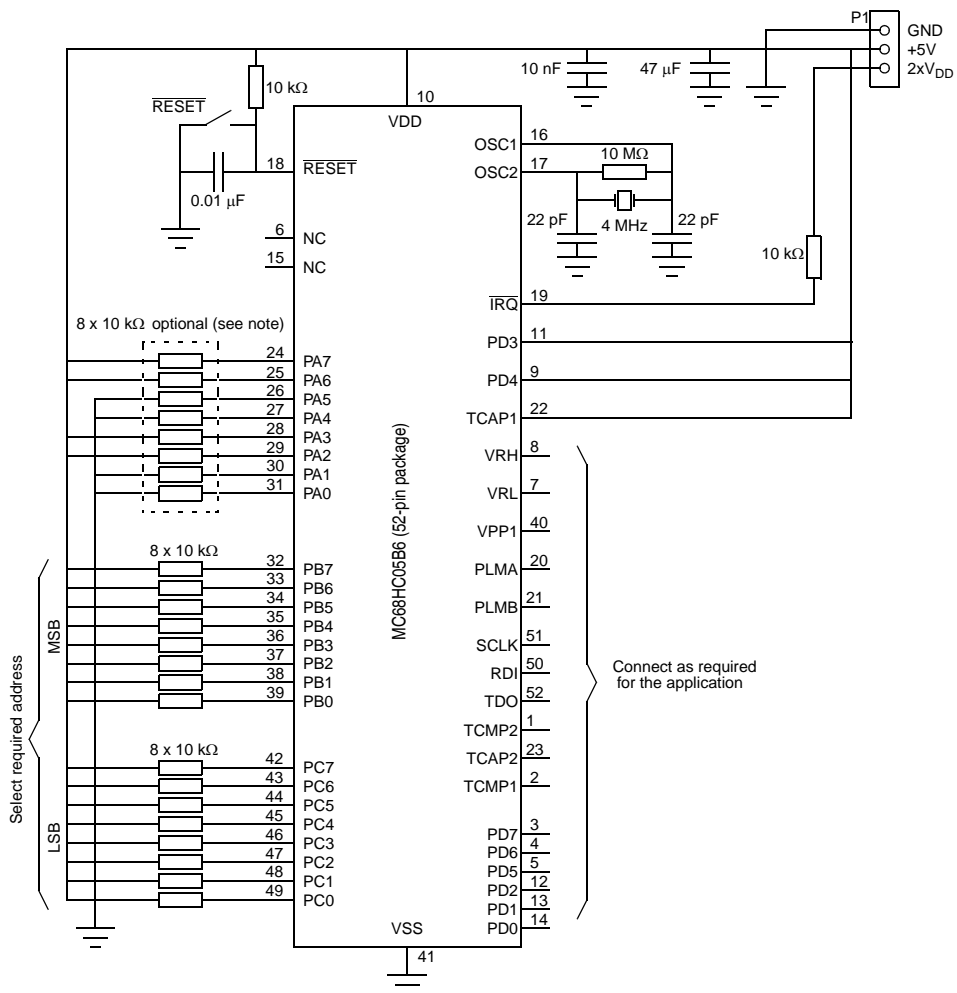 P1
GND
+5V
2xVDD
10 nF
47 µF
10 kΩ
RESET
10
VDD
OSC1
16
10 MΩ
OSC2
17
18
RESET
0.01 µF
22 pF
4 MHz
22 pF
6
NC
15
NC
10 kΩ
IRQ
19
8 x 10 kΩ optional (see note)
PD3
11
24
PA7
25
PA6
PD4
9
26
PA5
27
PA4
TCAP1
22
28
PA3
29
PA2
30
PA1
31
PA0
VRH
8
VRL
7
VPP1
40
PLMA
20
PLMB
21
SCLK
51
RDI
50
TDO
52
TCMP2
1
TCAP2
23
TCMP1
2
PD7
3
PD6
4
PD5
5
PD2
12
PD1
13
PD0
14
MC68HC05B6 (52-pin package)
Connect as required
for the application
8 x 10 kΩ
32
PB7
33
PB6
34
PB5
35
PB4
36
PB3
37
PB2
38
PB1
39
PB0
MSB
Select required address
LSB
8 x 10 kΩ
42
PC7
43
PC6
44
PC5
45
PC4
46
PC3
47
PC2
48
PC1
49
PC0
VSS
41